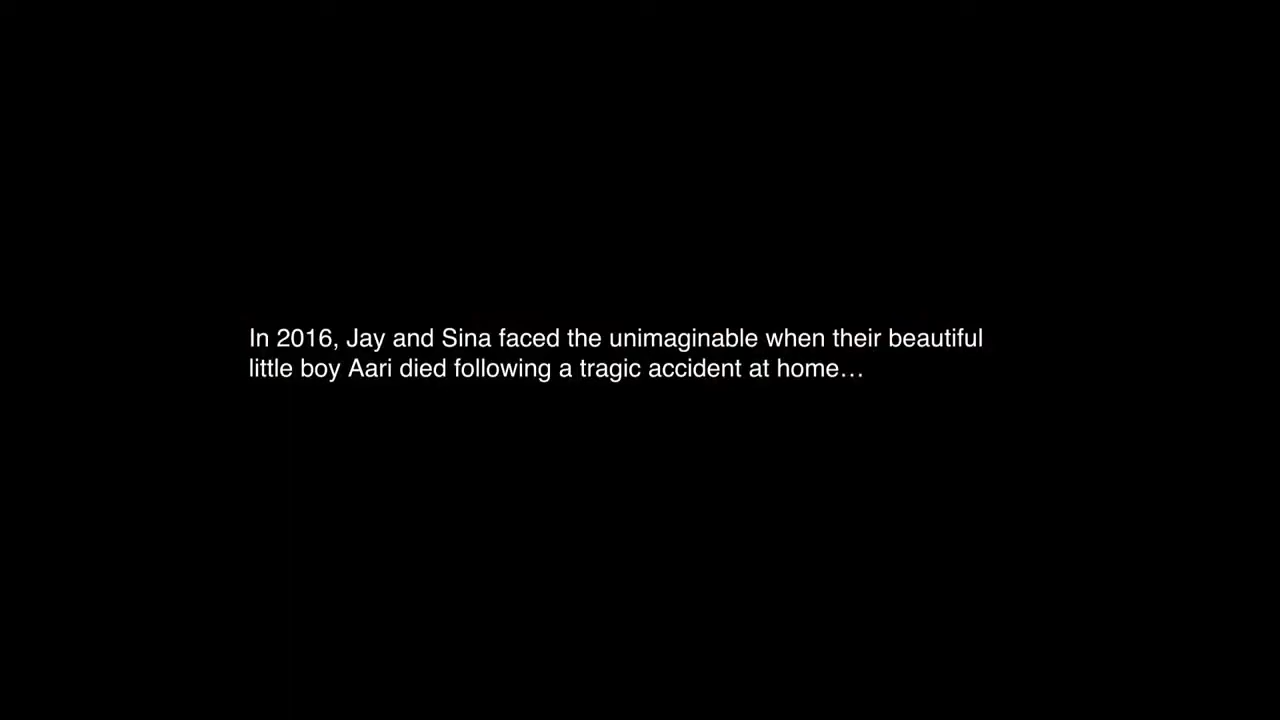 In 2016, Jay and Sina faced the unimaginable when their beautiful
little boy Aari died following a tragic accident at home…